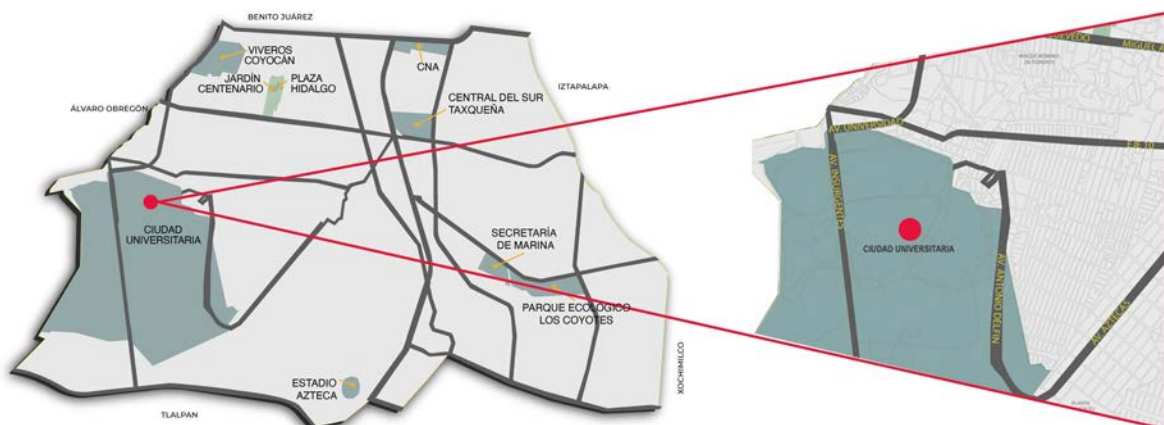 BENITO JUÁREZ
VIVEROS
COYOCÁN
JARDÍN
CENTENARIO
PLAZA
HIDALGO
CNA
IZTAPALAPA
ÁLVARO OBREGÓN
CENTRAL DEL SUR
TAXQUEÑA
CIUDAD
UNIVERSITARIA
SECRETARÍA
DE MARINA
PARQUE ECOLÓGICO
LOS COYOTES
ESTADIO
AZTECA
XOCHIMILCO
TLALPAN
MIGUEL A
AV. UNIVERSIDAD
EJE 10
AV. INSURGENTES
CIUDAD UNIVERSITARIA
AV. ANTONIO DELFIN
AV. AZTECAS